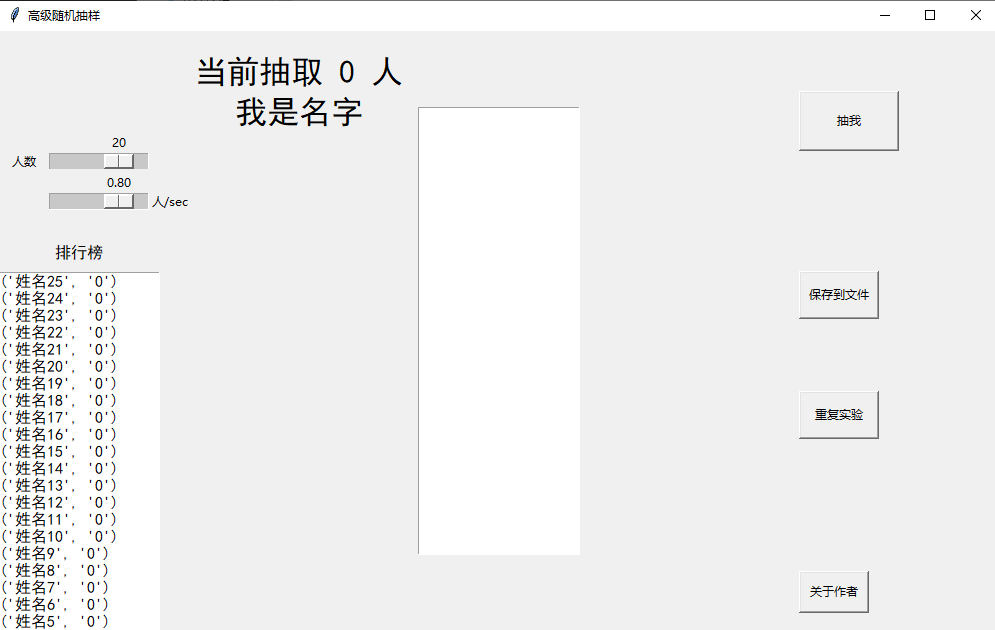 高级随机抽样
当前抽取 0 人
我是名字
抽我
20
人数
0.80
人/sec
排行榜
('姓名25', '0')
('姓名24', '0')
('姓名23', '0')
('姓名22', '0')
('姓名21', '0')
('姓名20', '0')
('姓名19', '0')
('姓名18', '0')
('姓名17', '0')
('姓名16', '0')
('姓名15', '0')
('姓名14', '0')
('姓名13', '0')
('姓名12', '0')
('姓名11', '0')
('姓名10', '0')
('姓名9', '0')
('姓名8', '0')
('姓名7', '0')
('姓名6', '0')
('姓名5', '0')
保存到文件
重复实验
关于作者